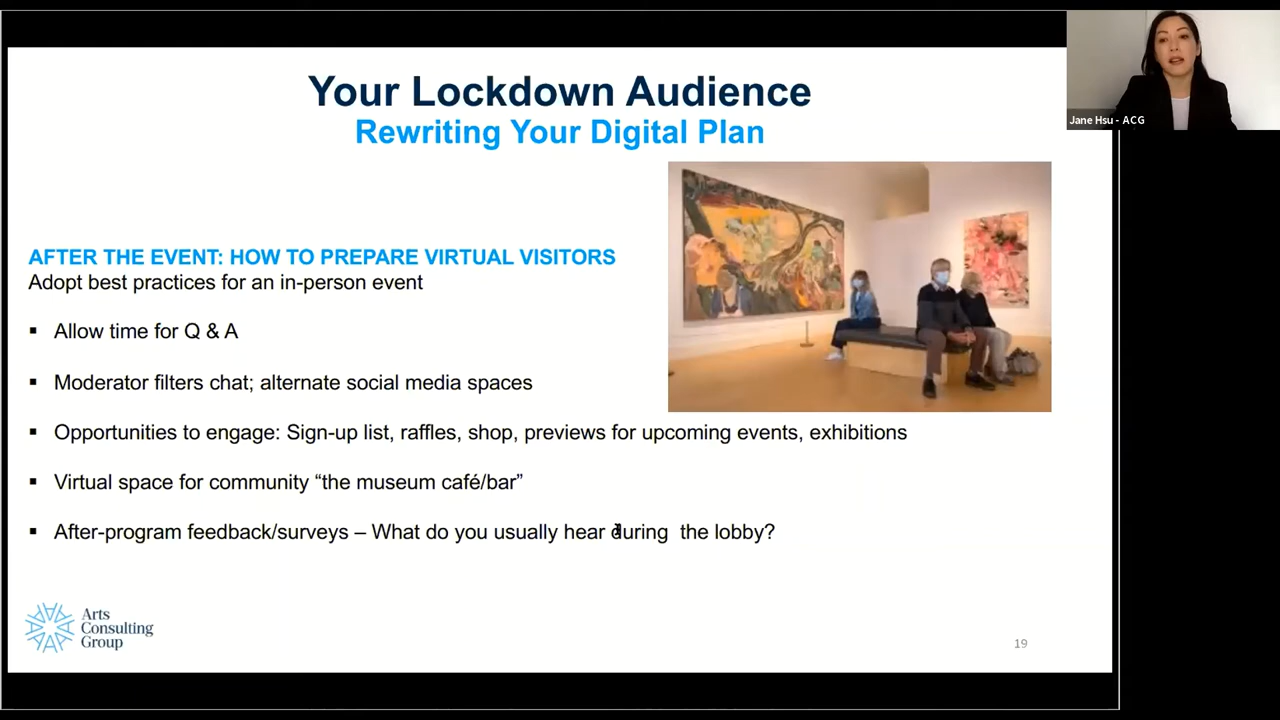 Your Lockdown Audience
Rewriting Your Digital Plan
AFTER THE EVENT: HOW TO PREPARE VIRTUAL VISITORS
Adopt best practices for an in-person event
▪ Allow time for Q & A
▪ Moderator filters chat; alternate social media spaces
▪ Opportunities to engage: Sign-up list, raffles, shop, previews for upcoming events, exhibitions
▪ Virtual space for community “the museum café/bar”
▪ After-program feedback/surveys – What do you usually hear during the lobby?
Arts
Consulting
Group
19
Jane Hsu - ACG